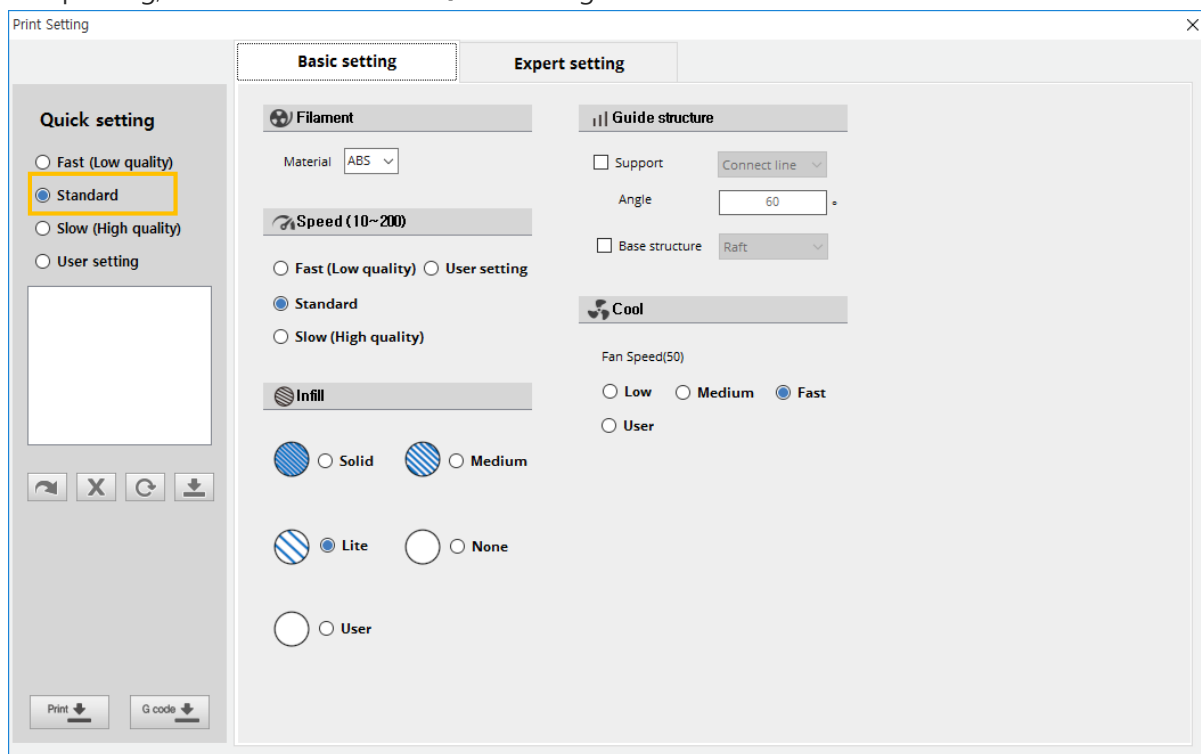 Print Setting
Basic setting
Expert setting
Quick setting
Fast (Low quality)
Standard
Slow (High quality)
User setting
Print
G code
Filament
Material ABS
Speed (10~200)
Fast (Low quality) User setting
Standard
Slow (High quality)
Infill
Solid Medium
Lite None
User
Guide structure
Support Connect line
Angle 60 °
Base structure Raft
Cool
Fan Speed(50)
Low Medium Fast
User